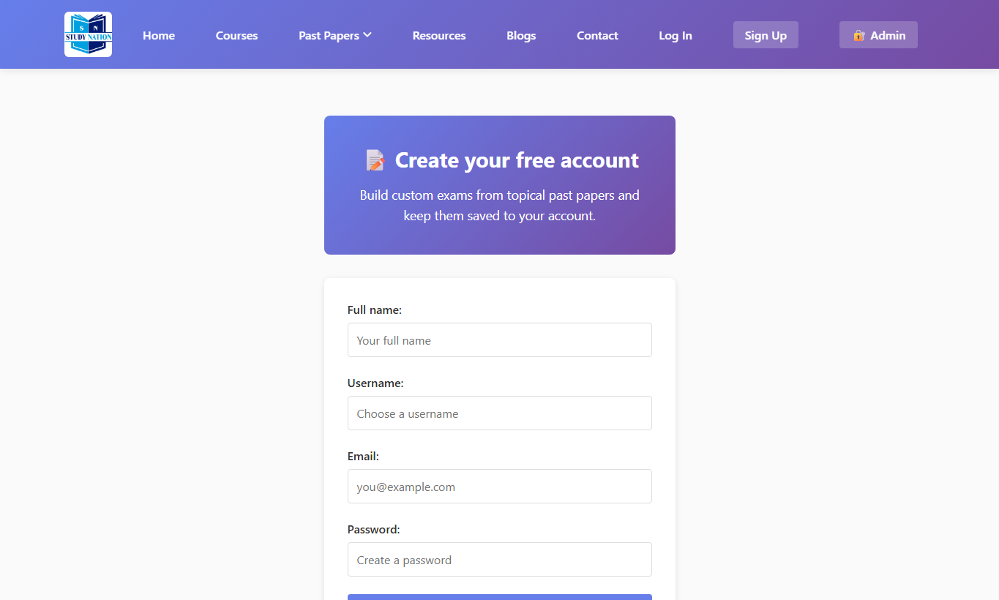 S N
STUDY NATION
Home
Courses
Past Papers
Resources
Blogs
Contact
Log In
Sign Up
Admin
Create your free account
Build custom exams from topical past papers and
keep them saved to your account.
Full name:
Your full name
Username:
Choose a username
Email:
you@example.com
Password:
Create a password